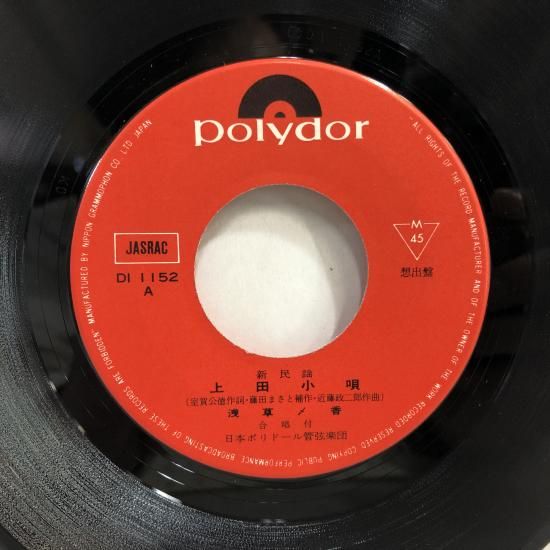 polydor
JASRAC
DI 1152
A
M
45
想出盤
新民謡
上田小唄
(室賀公徳作詞・藤田まさと補作・近藤政二郎作曲)
浅草〆香
合唱付
日本ポリドール管弦楽団
MANUFACTURED BY NIPPON GRAMMOPHON CO. LTD. JAPAN
ALL RIGHTS OF THE RECORD MANUFACTURER AND OF THE OWNER OF THE WORK RECORDED RESERVED COPYING PUBLIC PERFORMANCE BROADCASTING OF THESE RECORDS ARE FORBIDDEN